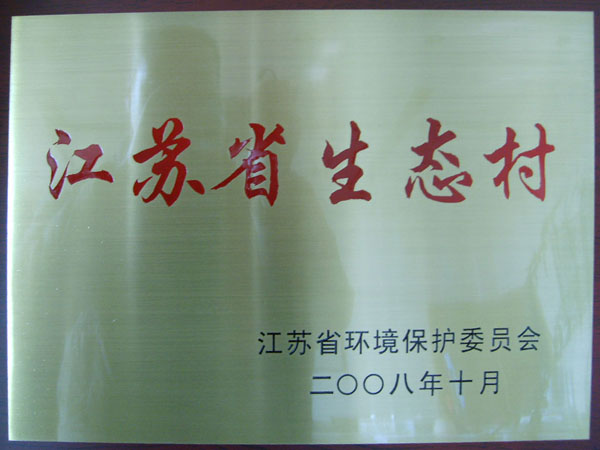 江苏省生态村
江苏省环境保护委员会
二〇〇八年十月